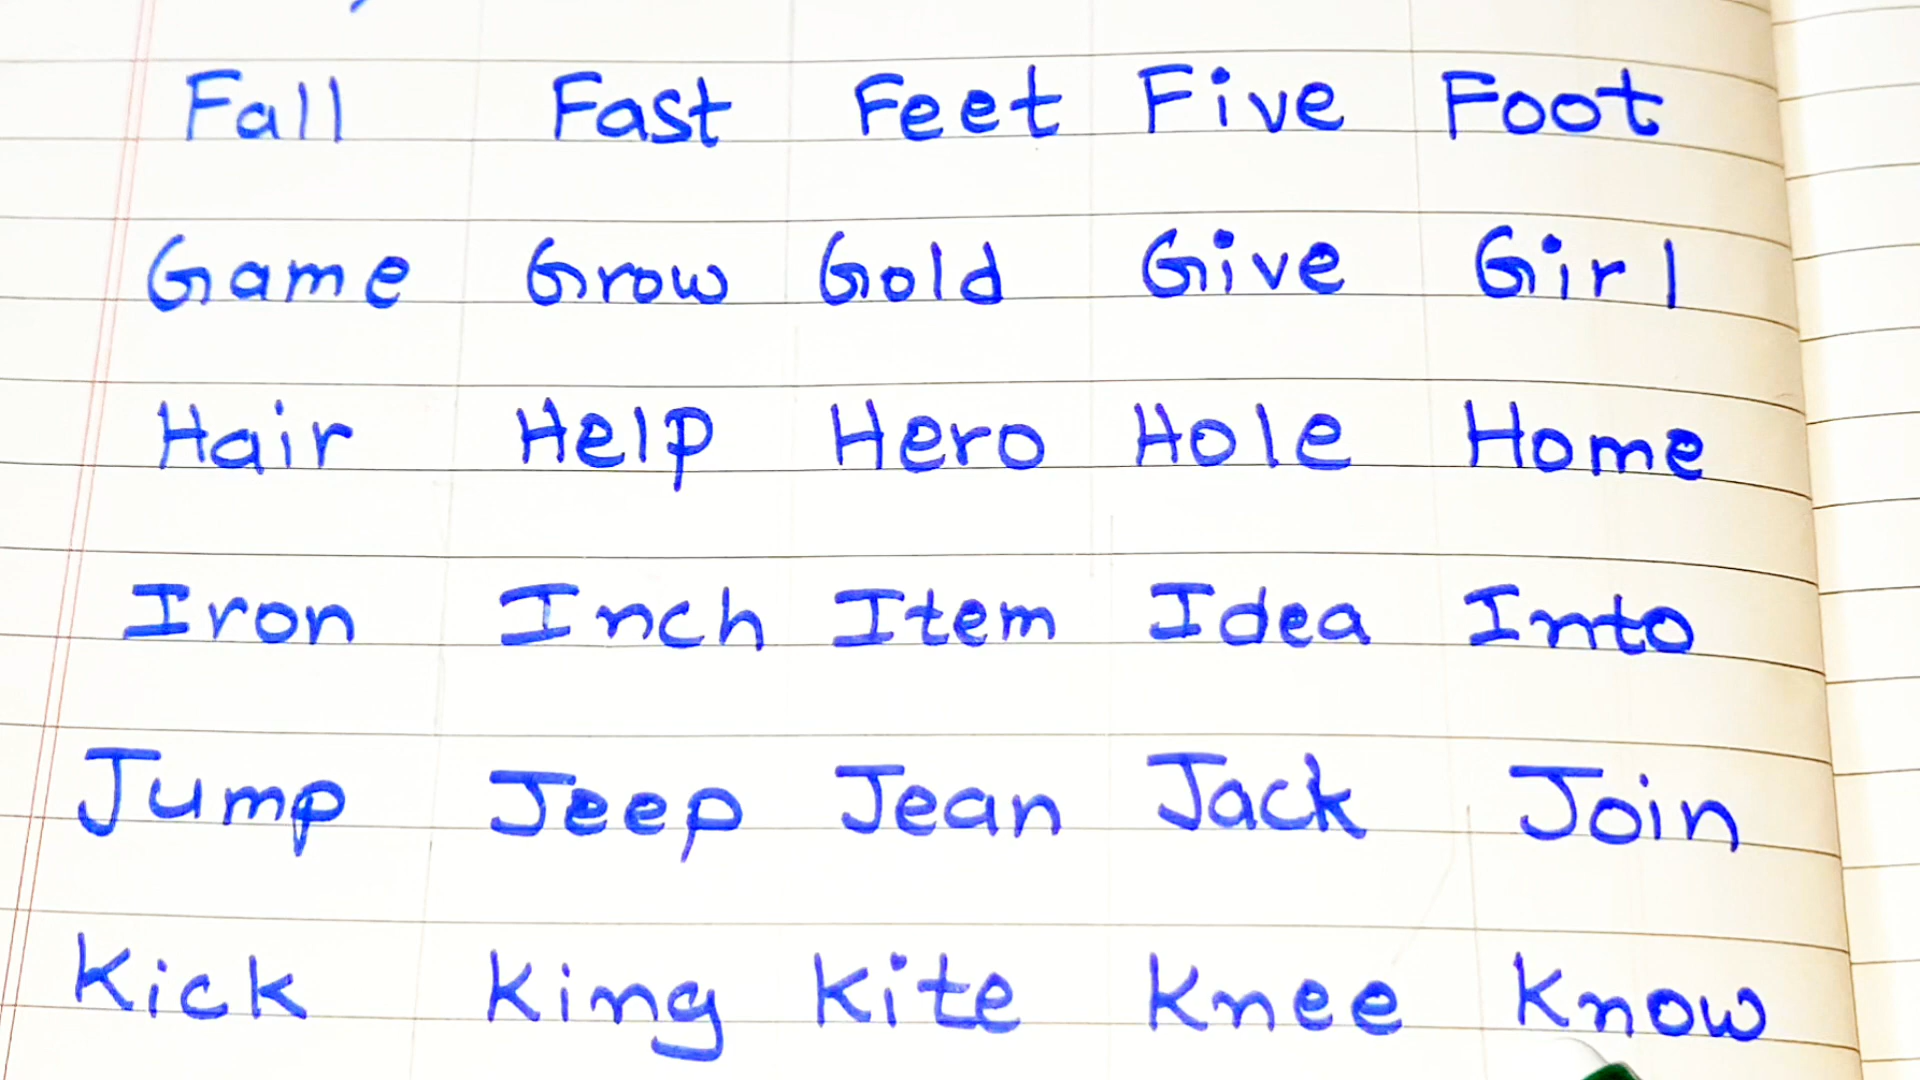 Fall Fast Feet Five Foot
Game Grow Gold Give Girl
Hair Help Hero Hole Home
Iron Inch Item Idea Into
Jump Jeep Jean Jack Join
Kick King Kite Knee Know